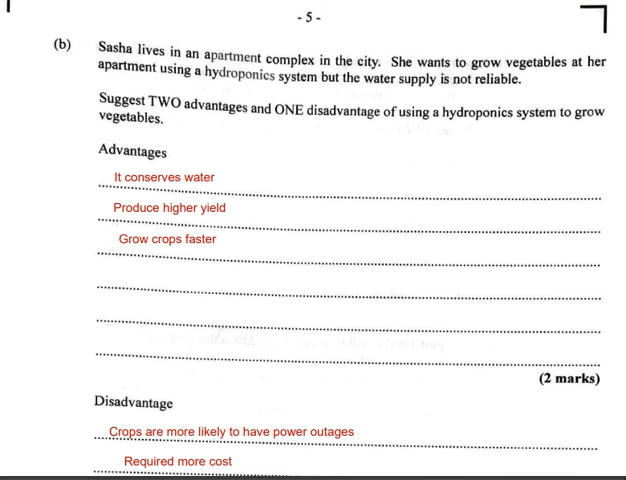 - 5 -
(b) Sasha lives in an apartment complex in the city. She wants to grow vegetables at her
apartment using a hydroponics system but the water supply is not reliable.
Suggest TWO advantages and ONE disadvantage of using a hydroponics system to grow
vegetables.
Advantages
It conserves water
Produce higher yield
Grow crops faster
(2 marks)
Disadvantage
Crops are more likely to have power outages
Required more cost